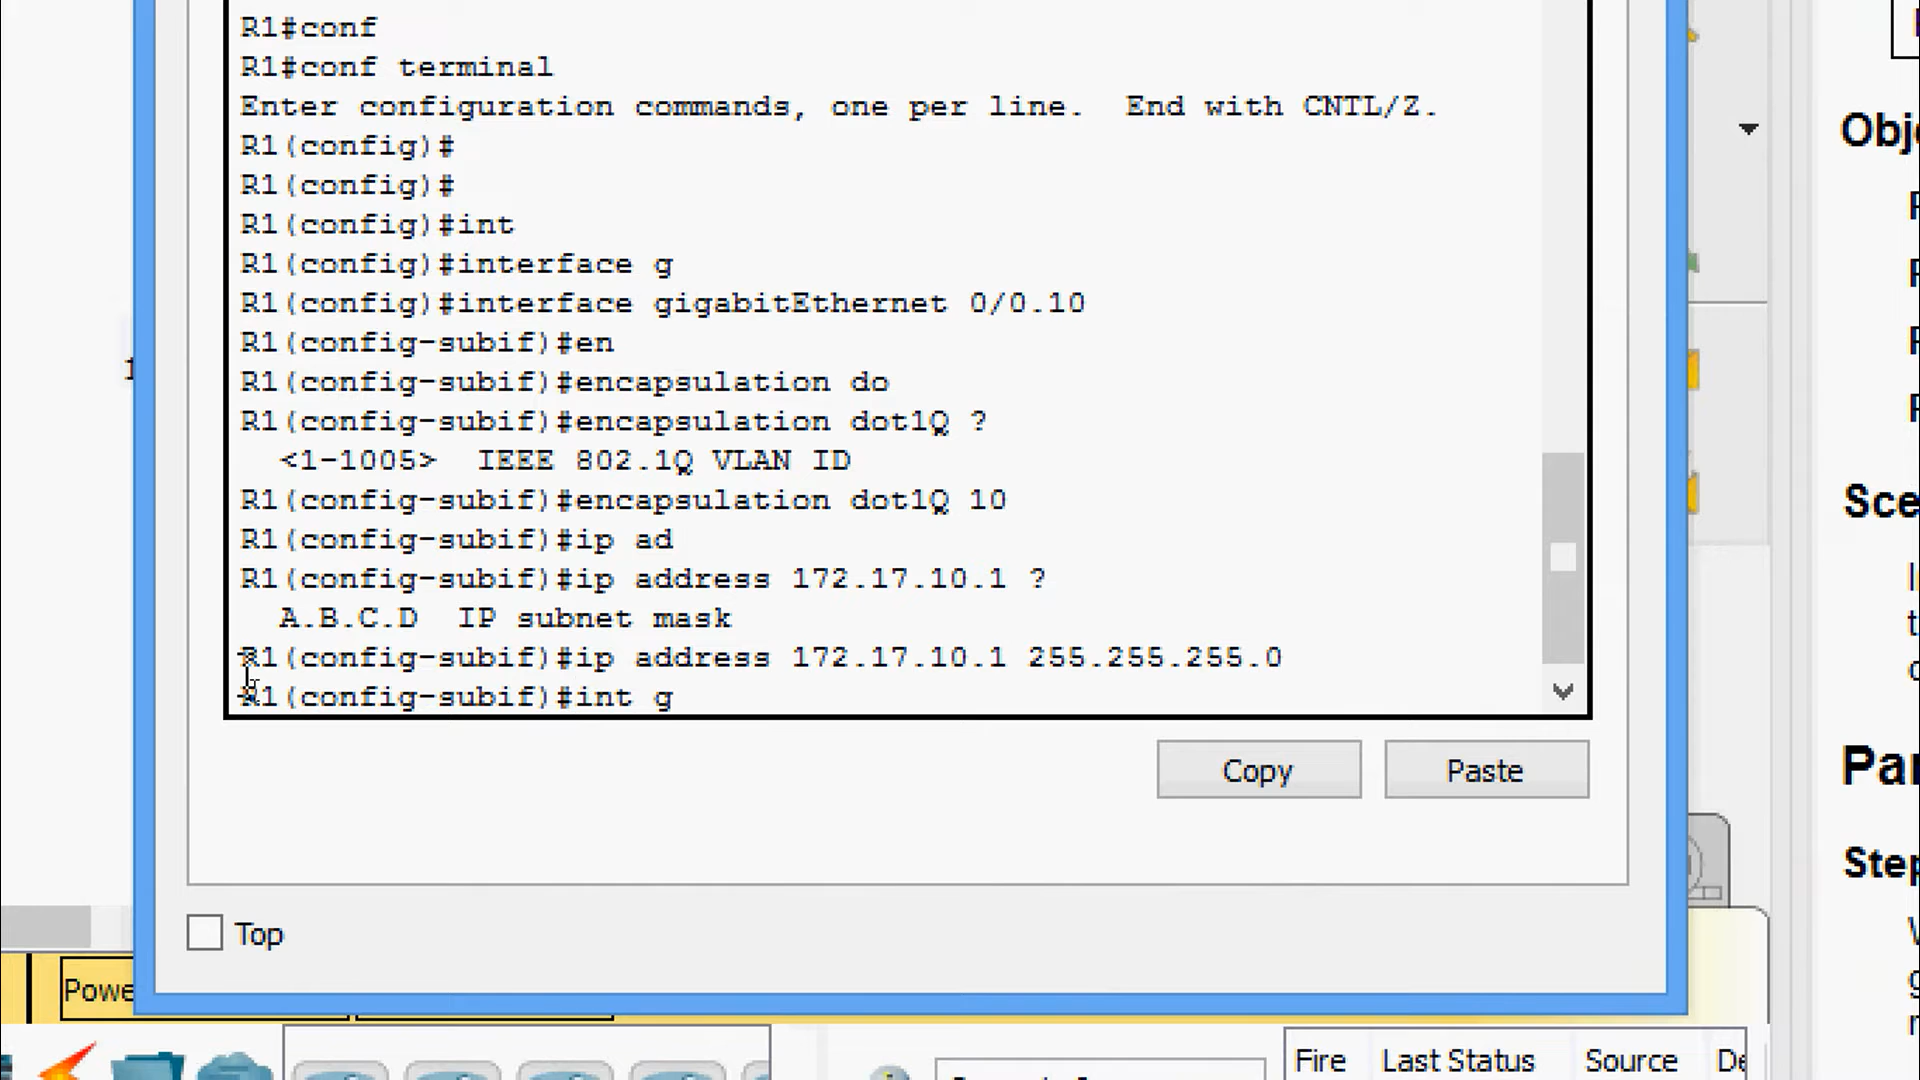 R1#conf
R1#conf terminal
Enter configuration commands, one per line.  End with CNTL/Z.
R1(config)#
R1(config)#
R1(config)#int
R1(config)#interface g
R1(config)#interface gigabitEthernet 0/0.10
R1(config-subif)#en
R1(config-subif)#encapsulation do
R1(config-subif)#encapsulation dot1Q ?
<1-1005>  IEEE 802.1Q VLAN ID
R1(config-subif)#encapsulation dot1Q 10
R1(config-subif)#ip ad
R1(config-subif)#ip address 172.17.10.1 ?
A.B.C.D  IP subnet mask
R1(config-subif)#ip address 172.17.10.1 255.255.255.0
R1(config-subif)#int g
Copy Paste
Top
Powe
Fire Last Status Source De
Obj
Sce
Par
Step